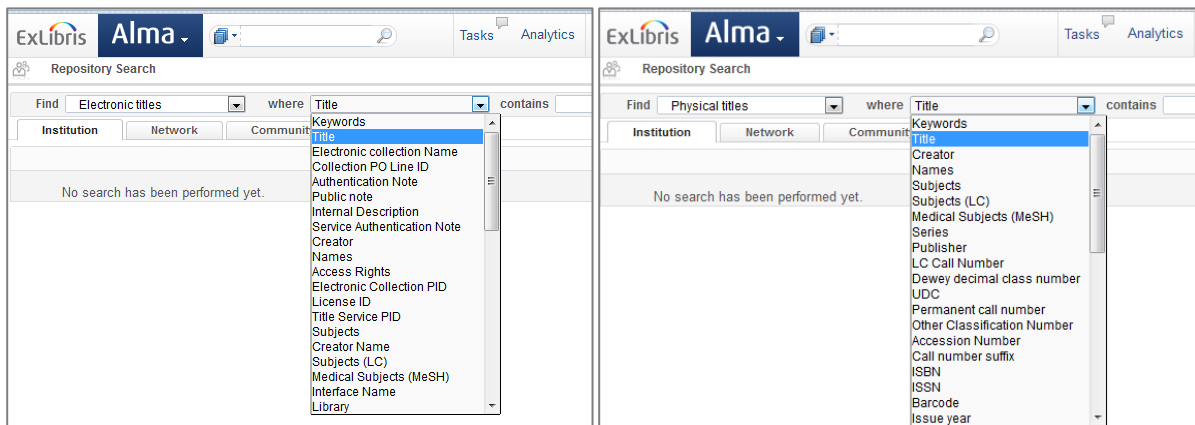 ExLibris Alma Tasks Analytics
Repository Search
Find Electronic titles where Title contains
Institution Network Communit
Keywords
Title
Electronic collection Name
Collection PO Line ID
Authentication Note
Public note
Internal Description
Service Authentication Note
Creator
Names
Access Rights
Electronic Collection PID
License ID
Title Service PID
Subjects
Creator Name
Subjects (LC)
Medical Subjects (MeSH)
Interface Name
Library
No search has been performed yet.
ExLibris Alma Tasks Analytics
Repository Search
Find Physical titles where Title contains
Institution Network Communit
Keywords
Title
Creator
Names
Subjects
Subjects (LC)
Medical Subjects (MeSH)
Series
Publisher
LC Call Number
Dewey decimal class number
UDC
Permanent call number
Other Classification Number
Accession Number
Call number suffix
ISBN
ISSN
Barcode
Issue year
No search has been performed yet.